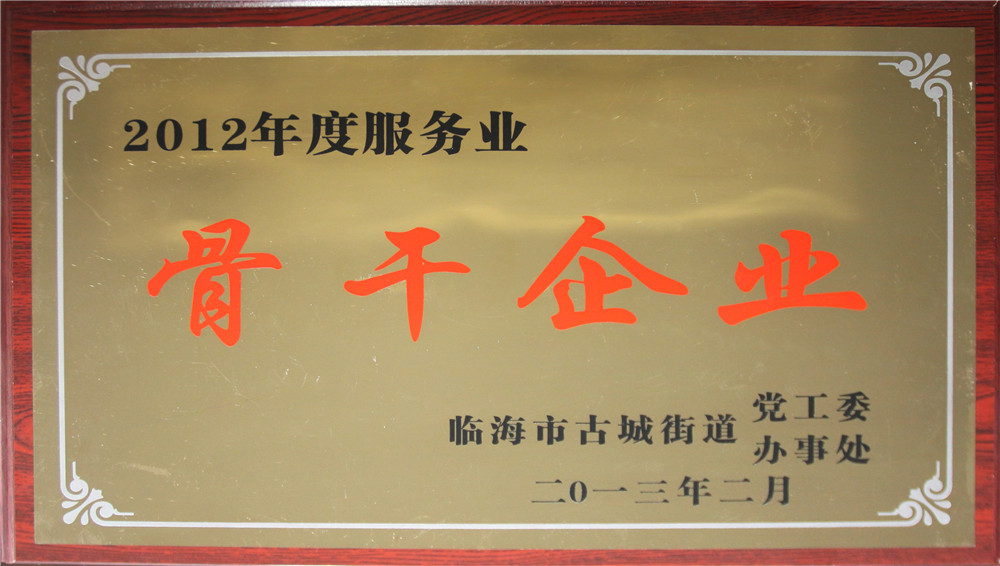 2012年度服务业
骨干企业
临海市古城街道 党工委
办事处
二0一三年二月